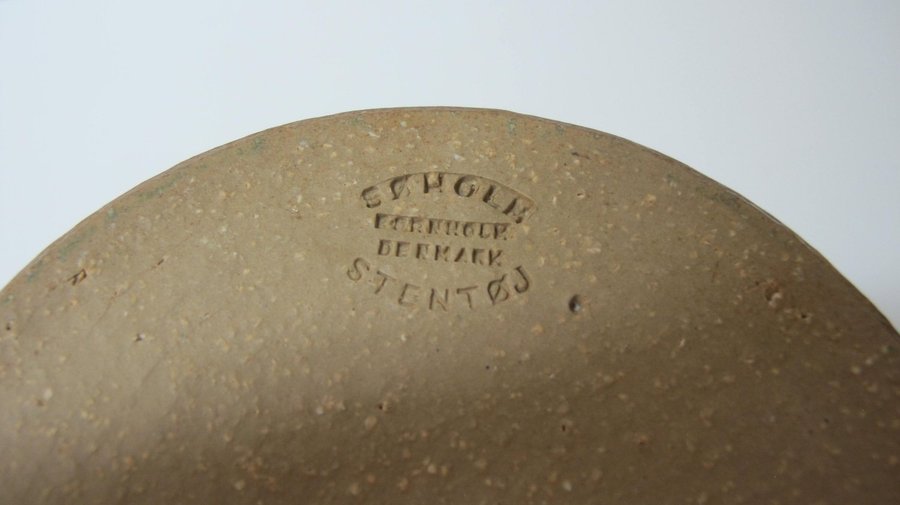 SØHOLM
BORNHOLM
DENMARK
STENTØJ